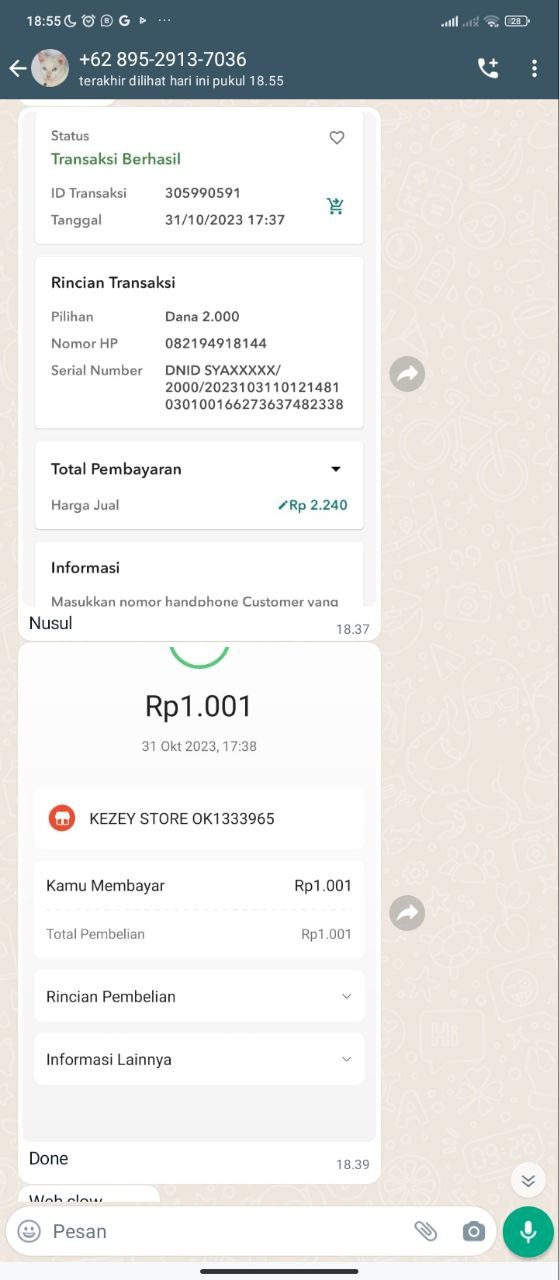 18:55
28
+62 895-2913-7036
terakhir dilihat hari ini pukul 18.55
Status
Transaksi Berhasil
ID Transaksi 305990591
Tanggal 31/10/2023 17:37
Rincian Transaksi
Pilihan Dana 2.000
Nomor HP 082194918144
Serial Number DNID SYAXXXXX/
2000/2023103110121481
030100166273637482338
Total Pembayaran
Harga Jual Rp 2.240
Informasi
Masukkan nomor handphone Customer yang
Nusul
18.37
Rp1.001
31 Okt 2023, 17:38
KEZEY STORE OK1333965
Kamu Membayar Rp1.001
Total Pembelian Rp1.001
Rincian Pembelian
Informasi Lainnya
Done
18.39
Woh slow
Pesan